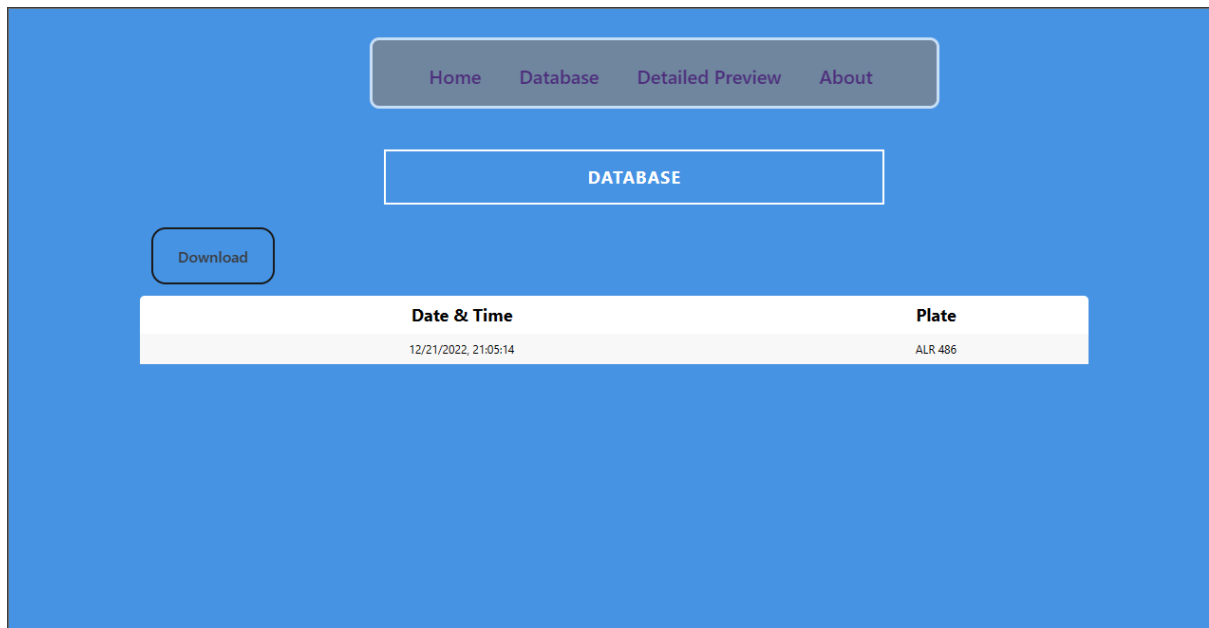 Home Database Detailed Preview About
DATABASE
Download
Date & Time Plate
12/21/2022, 21:05:14 ALR 486